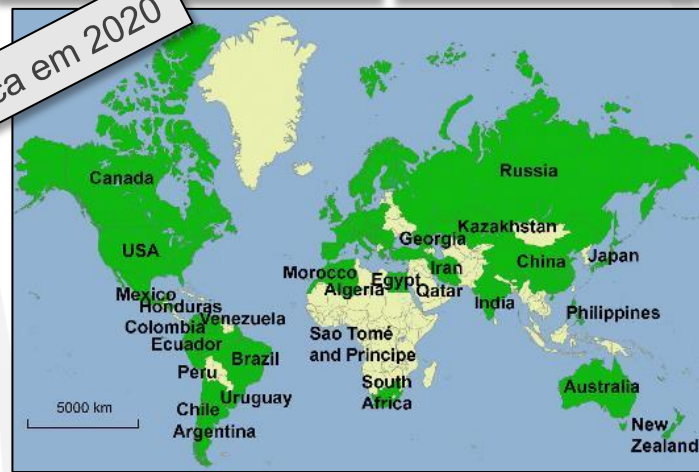 em 2020
Canada
Russia
Kazakhstan
Georgia
USA
China
Japan
Morocco
Iran
Algeria
Egypt
Qatar
India
Mexico
Honduras
Venezuela
Colombia
Ecuador
Philippines
Sao Tomé
and Principe
Brazil
Peru
South
Africa
Australia
Uruguay
Chile
Argentina
New
Zealand
5000 km